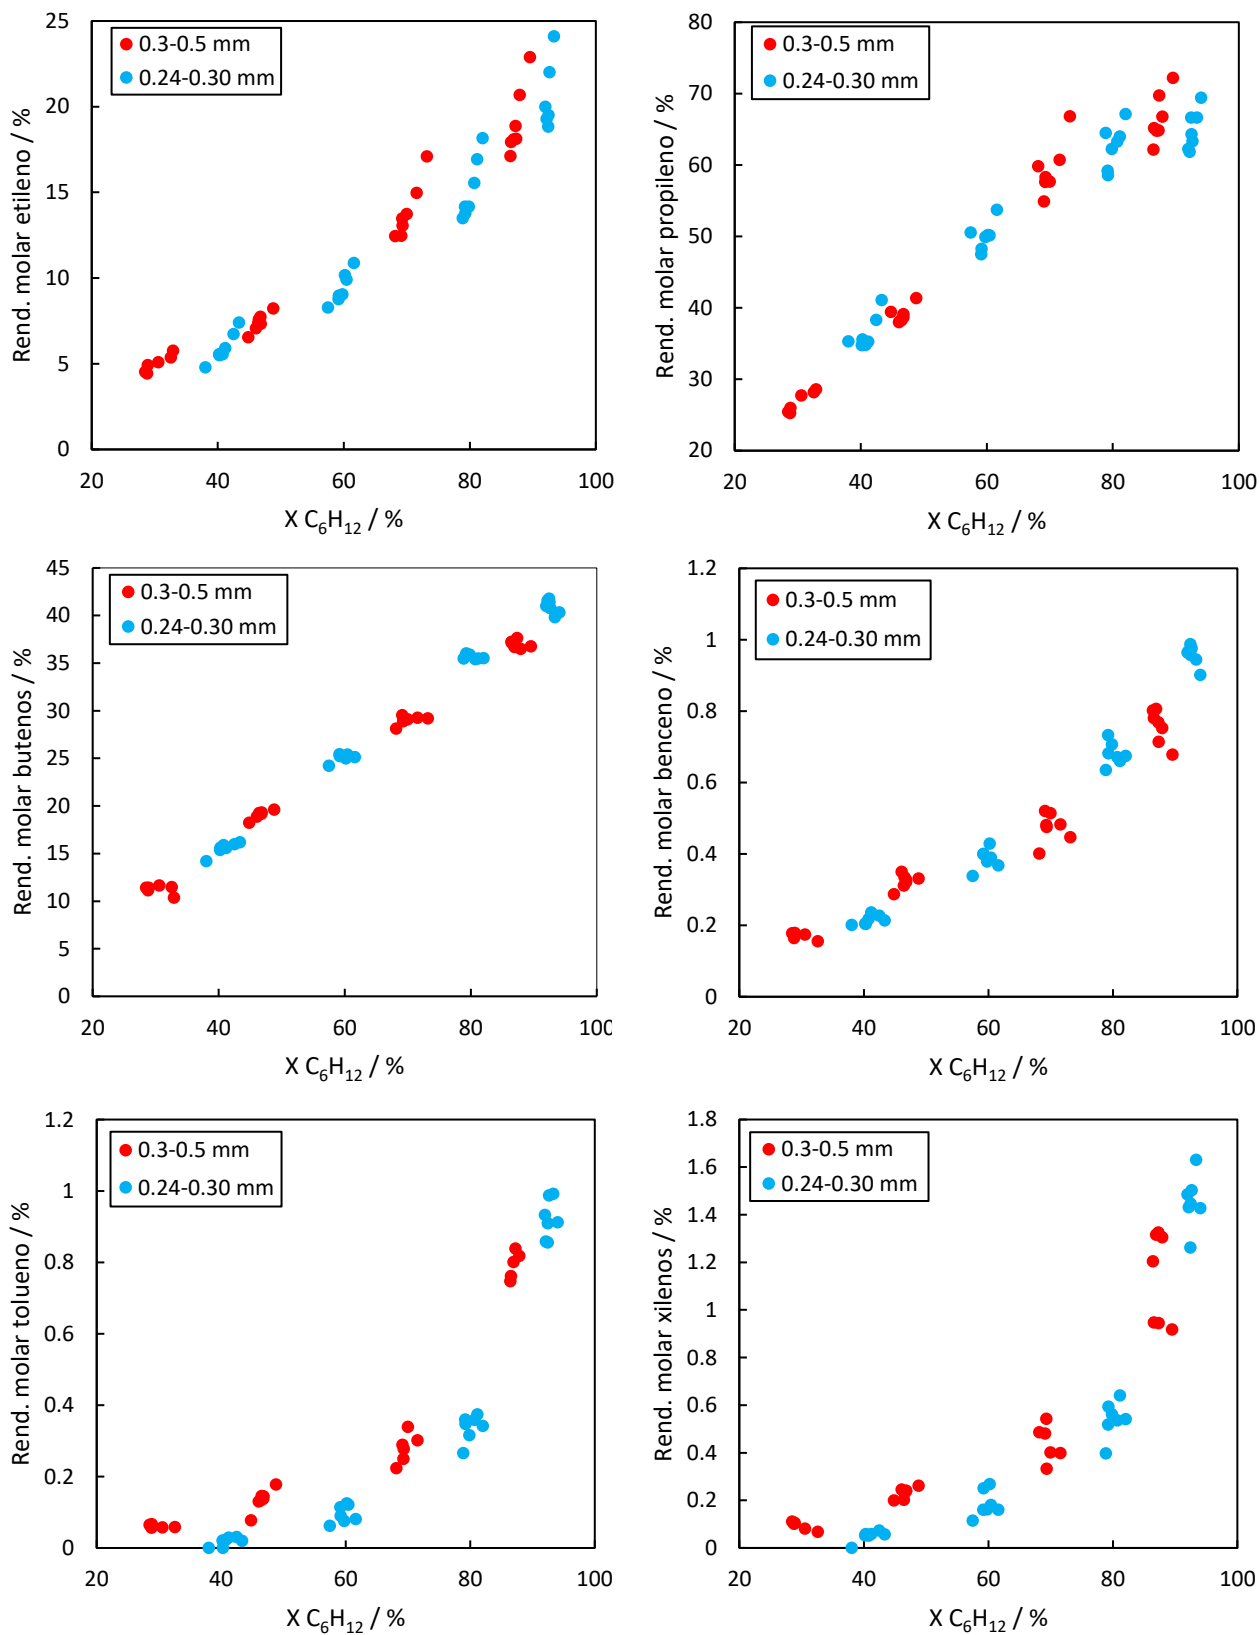 25
20
15
10
5
0
20 40 60 80 100
Rend. molar etileno / %
X C₆H₁₂ / %
0.3-0.5 mm
0.24-0.30 mm
80
70
60
50
40
30
20
20 40 60 80 100
Rend. molar propileno / %
X C₆H₁₂ / %
0.3-0.5 mm
0.24-0.30 mm
45
40
35
30
25
20
15
10
5
0
20 40 60 80 100
Rend. molar butenos / %
X C₆H₁₂ / %
0.3-0.5 mm
0.24-0.30 mm
1.2
1
0.8
0.6
0.4
0.2
0
20 40 60 80 100
Rend. molar benceno / %
X C₆H₁₂ / %
0.3-0.5 mm
0.24-0.30 mm
1.2
1
0.8
0.6
0.4
0.2
0
20 40 60 80 100
Rend. molar tolueno / %
X C₆H₁₂ / %
0.3-0.5 mm
0.24-0.30 mm
1.8
1.6
1.4
1.2
1
0.8
0.6
0.4
0.2
0
20 40 60 80 100
Rend. molar xilenos / %
X C₆H₁₂ / %
0.3-0.5 mm
0.24-0.30 mm